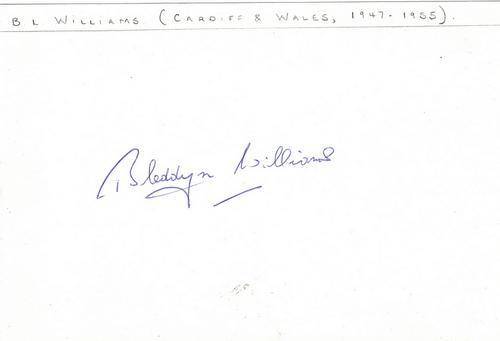 B L WILLIAMS (CARDIFF & WALES, 1947-1955).
Bleddyn Williams